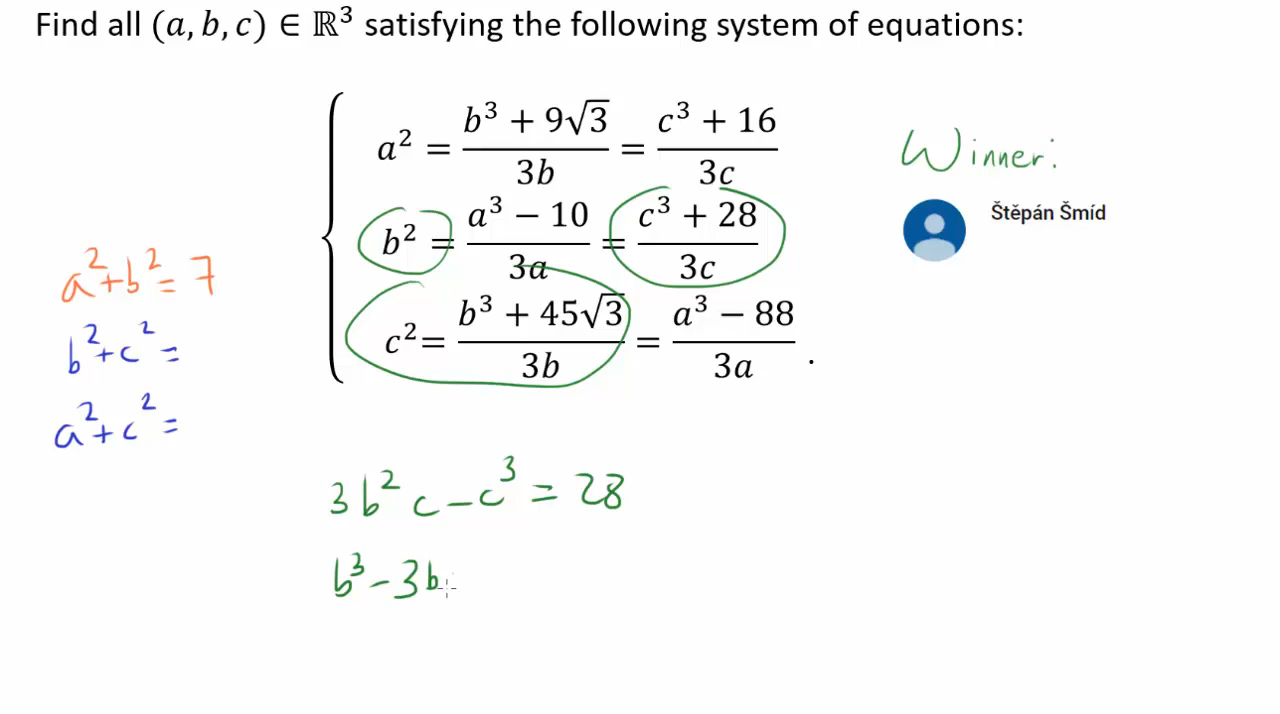 Find all (𝑎, 𝑏, 𝑐) ∈ ℝ³ satisfying the following system of equations:
a² = (b³ + 9√3)/(3b) = (c³ + 16)/(3c)
b² = (a³ − 10)/(3a) = (c³ + 28)/(3c)
c² = (b³ + 45√3)/(3b) = (a³ − 88)/(3a) .
Winner:
Štěpán Šmíd
a² + b² = 7
b² + c² =
a² + c² =
3b²c − c³ = 28
b³ − 3b